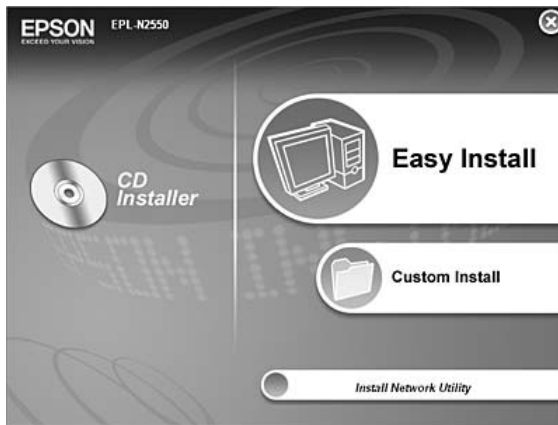 EPSON
EXCEED YOUR VISION
EPL-N2550
CD
Installer
Easy Install
Custom Install
Install Network Utility